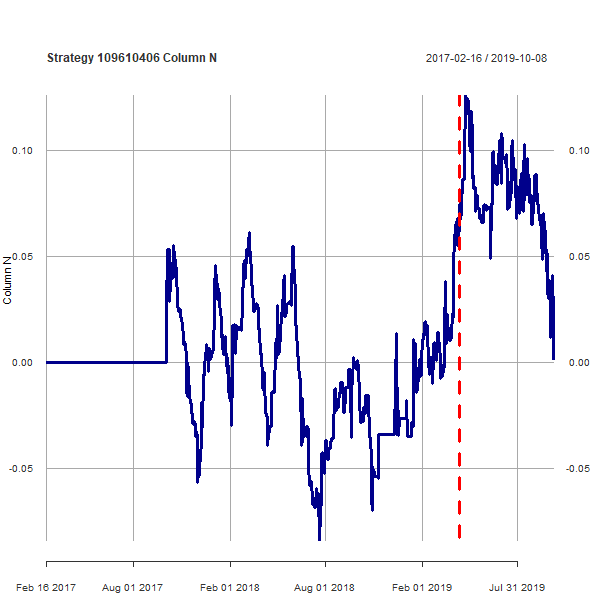 Strategy 109610406 Column N 2017-02-16 / 2019-10-08
0.10 0.10
0.05 0.05
Column N
0.00 0.00
-0.05 -0.05
Feb 16 2017 Aug 01 2017 Feb 01 2018 Aug 01 2018 Feb 01 2019 Jul 31 2019